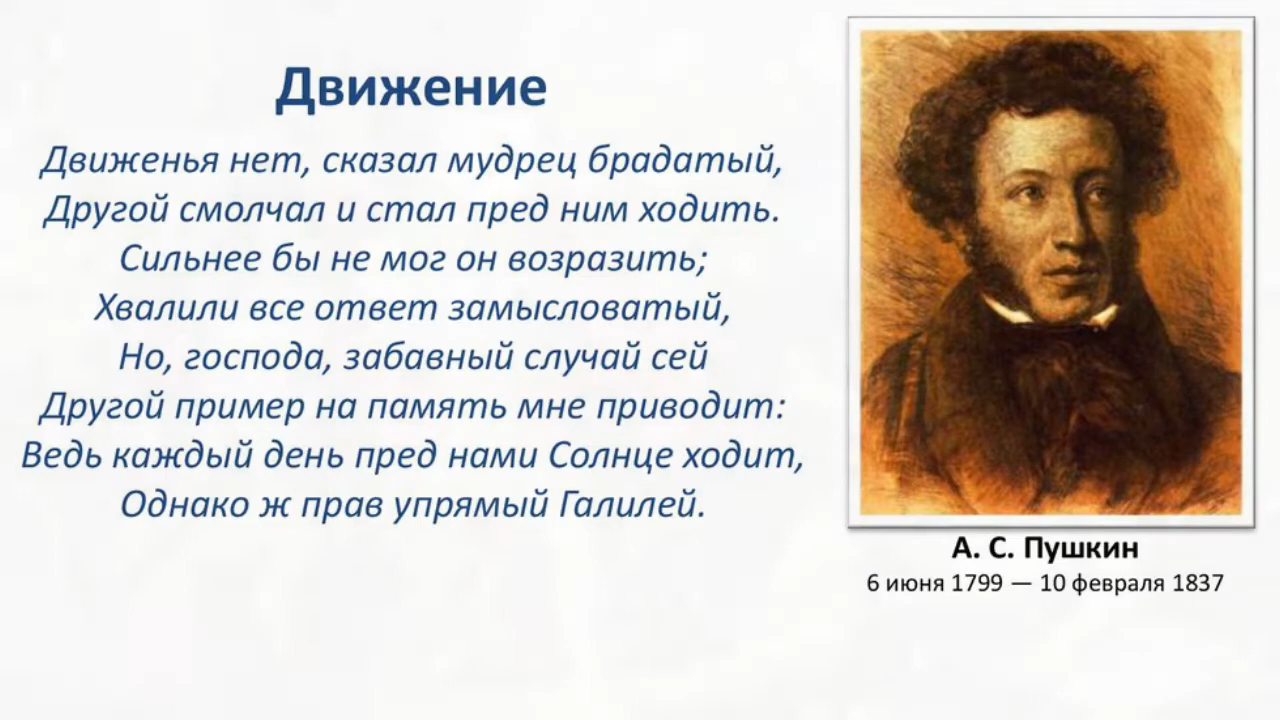 Движение
Движенья нет, сказал мудрец брадатый,
Другой смолчал и стал пред ним ходить.
Сильнее бы не мог он возразить;
Хвалили все ответ замысловатый,
Но, господа, забавный случай сей
Другой пример на память мне приводит:
Ведь каждый день пред нами Солнце ходит,
Однако ж прав упрямый Галилей.
А. С. Пушкин
6 июня 1799 — 10 февраля 1837